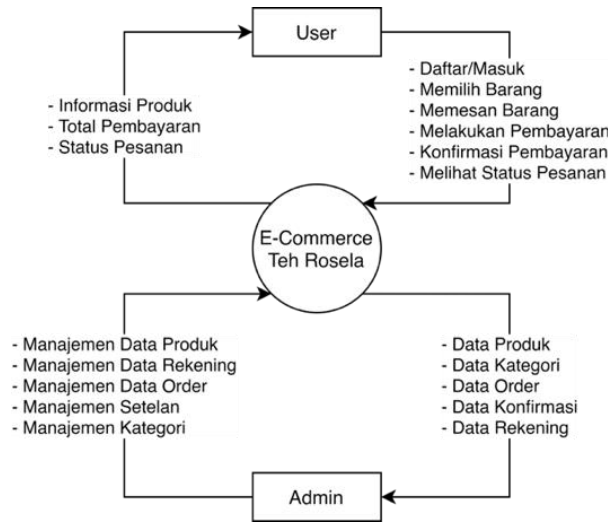 User
- Informasi Produk
- Total Pembayaran
- Status Pesanan
- Daftar/Masuk
- Memilih Barang
- Memesan Barang
- Melakukan Pembayaran
- Konfirmasi Pembayaran
- Melihat Status Pesanan
E-Commerce
Teh Rosela
- Manajemen Data Produk
- Manajemen Data Rekening
- Manajemen Data Order
- Manajemen Setelan
- Manajemen Kategori
- Data Produk
- Data Kategori
- Data Order
- Data Konfirmasi
- Data Rekening
Admin